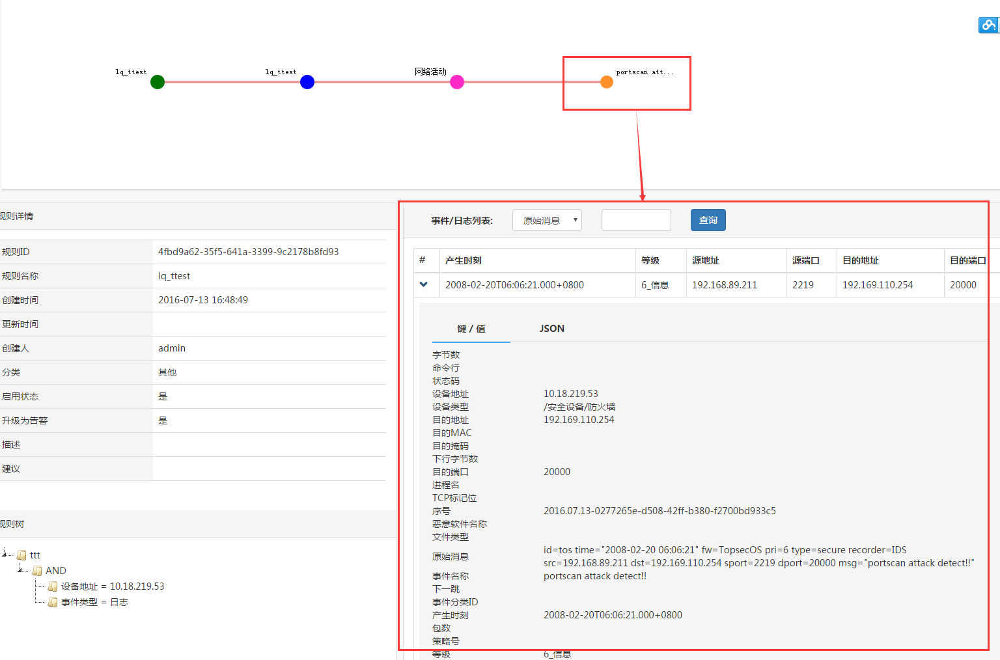 lq_ttest lq_ttest 网络活动 portscan att...
规则详情
规则ID 4fbd9a62-35f5-641a-3399-9c2178b8fd93
规则名称 lq_ttest
创建时间 2016-07-13 16:48:49
更新时间
创建人 admin
分类 其他
启用状态 是
升级为告警 是
描述
建议
规则树
ttt
AND
设备地址 = 10.18.219.53
事件类型 = 日志
事件/日志列表: 原始消息 查询
# 产生时刻 等级 源地址 源端口 目的地址 目的端口
2008-02-20T06:06:21.000+0800 6_信息 192.168.89.211 2219 192.169.110.254 20000
键 / 值 JSON
字节数
命令行
状态码
设备地址 10.18.219.53
设备类型 /安全设备/防火墙
目的地址 192.169.110.254
目的MAC
目的掩码
下行字节数
目的端口 20000
进程名
TCP标记位
序号 2016.07.13-0277265e-d508-42ff-b380-f2700bd933c5
恶意软件名称
文件类型
原始消息 id=tos time="2008-02-20 06:06:21" fw=TopsecOS pri=6 type=secure recorder=IDS
src=192.168.89.211 dst=192.169.110.254 sport=2219 dport=20000 msg="portscan attack detect!!"
事件名称 portscan attack detect!!
下一跳
事件分类ID
产生时刻 2008-02-20T06:06:21.000+0800
包数
策略号
等级 6_信息